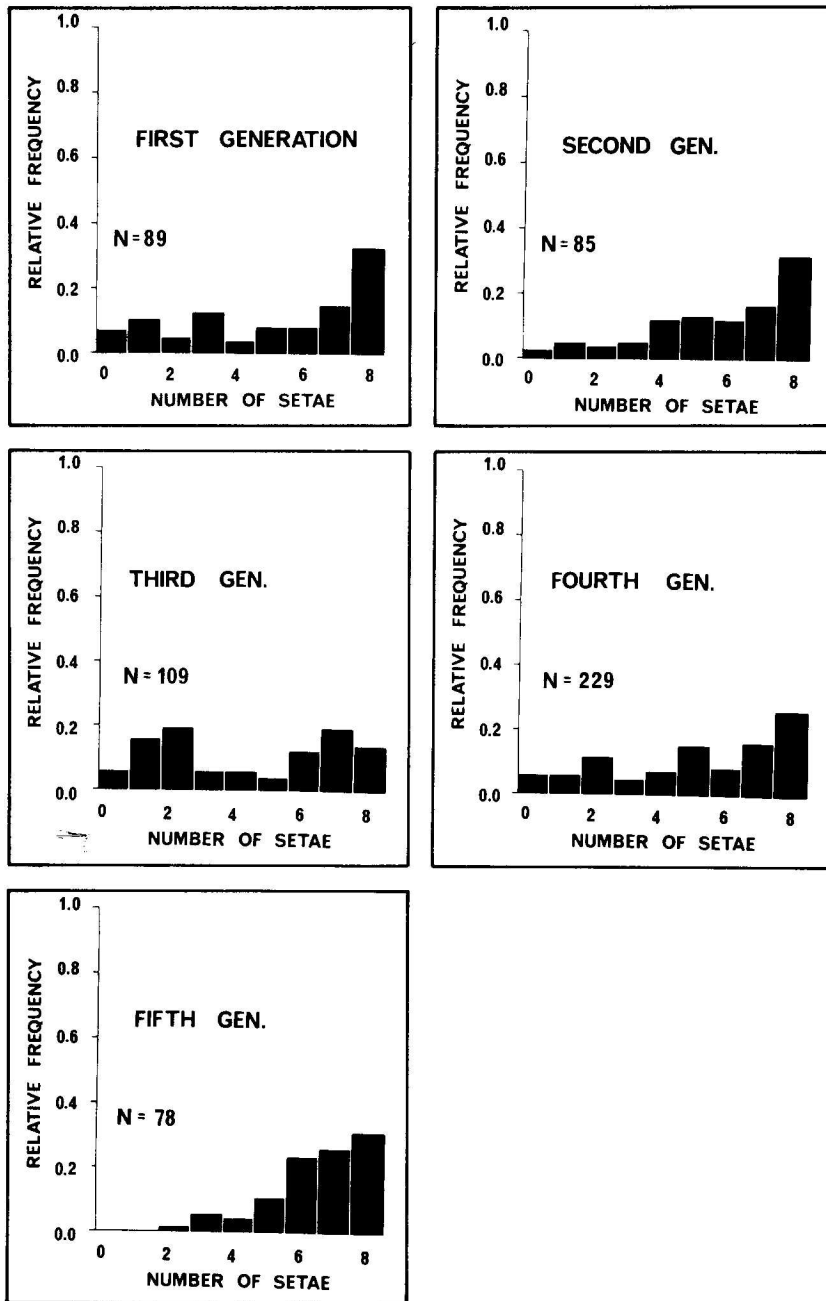 1.0
0.8
0.6
0.4
0.2
0.0
RELATIVE FREQUENCY
FIRST GENERATION
N = 89
0 2 4 6 8
NUMBER OF SETAE
1.0
0.8
0.6
0.4
0.2
0.0
RELATIVE FREQUENCY
SECOND GEN.
N = 85
0 2 4 6 8
NUMBER OF SETAE
1.0
0.8
0.6
0.4
0.2
0.0
RELATIVE FREQUENCY
THIRD GEN.
N = 109
0 2 4 6 8
NUMBER OF SETAE
1.0
0.8
0.6
0.4
0.2
0.0
RELATIVE FREQUENCY
FOURTH GEN.
N = 229
0 2 4 6 8
NUMBER OF SETAE
1.0
0.8
0.6
0.4
0.2
0.0
RELATIVE FREQUENCY
FIFTH GEN.
N = 78
0 2 4 6 8
NUMBER OF SETAE